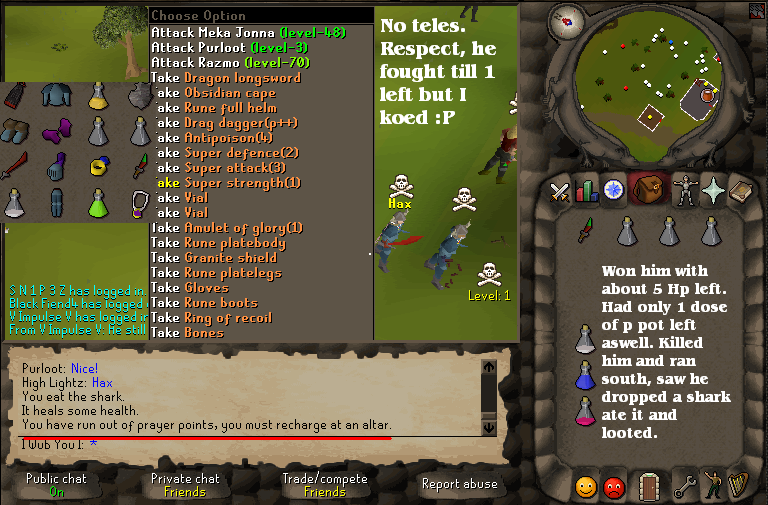 Choose Option
Attack Meka Jonna (level-48)
Attack Purloot (level-3)
Attack Razmo (level-70)
Take Dragon longsword
Take Obsidian cape
ake Rune full helm
ake Drag dagger(p++)
ake Antipoison(4)
ake Super defence(2)
ake Super attack(3)
ake Super strength(1)
ake Vial
ake Vial
Take Amulet of glory(1)
Take Rune platebody
Take Granite shield
Take Rune platelegs
Take Gloves
Take Rune boots
Take Ring of recoil
Take Bones
No teles.
Respect, he
fought till 1
left but I
koed :P
Hax
Level: 1
S N 1 P 3 Z has logged in.
Black Fiend4 has logged
V Impulse V has logged in
From V Impulse V: He still
Won him with
about 5 Hp left.
Had only 1 dose
of p pot left
aswell. Killed
him and ran
south, saw he
dropped a shark
ate it and
looted.
Purloot: Nice!
High Lightz: Hax
You eat the shark.
It heals some health.
You have run out of prayer points, you must recharge at an altar.
I Wub You I: *
Public chat
On
Private chat
Friends
Trade/compete
Friends
Report abuse